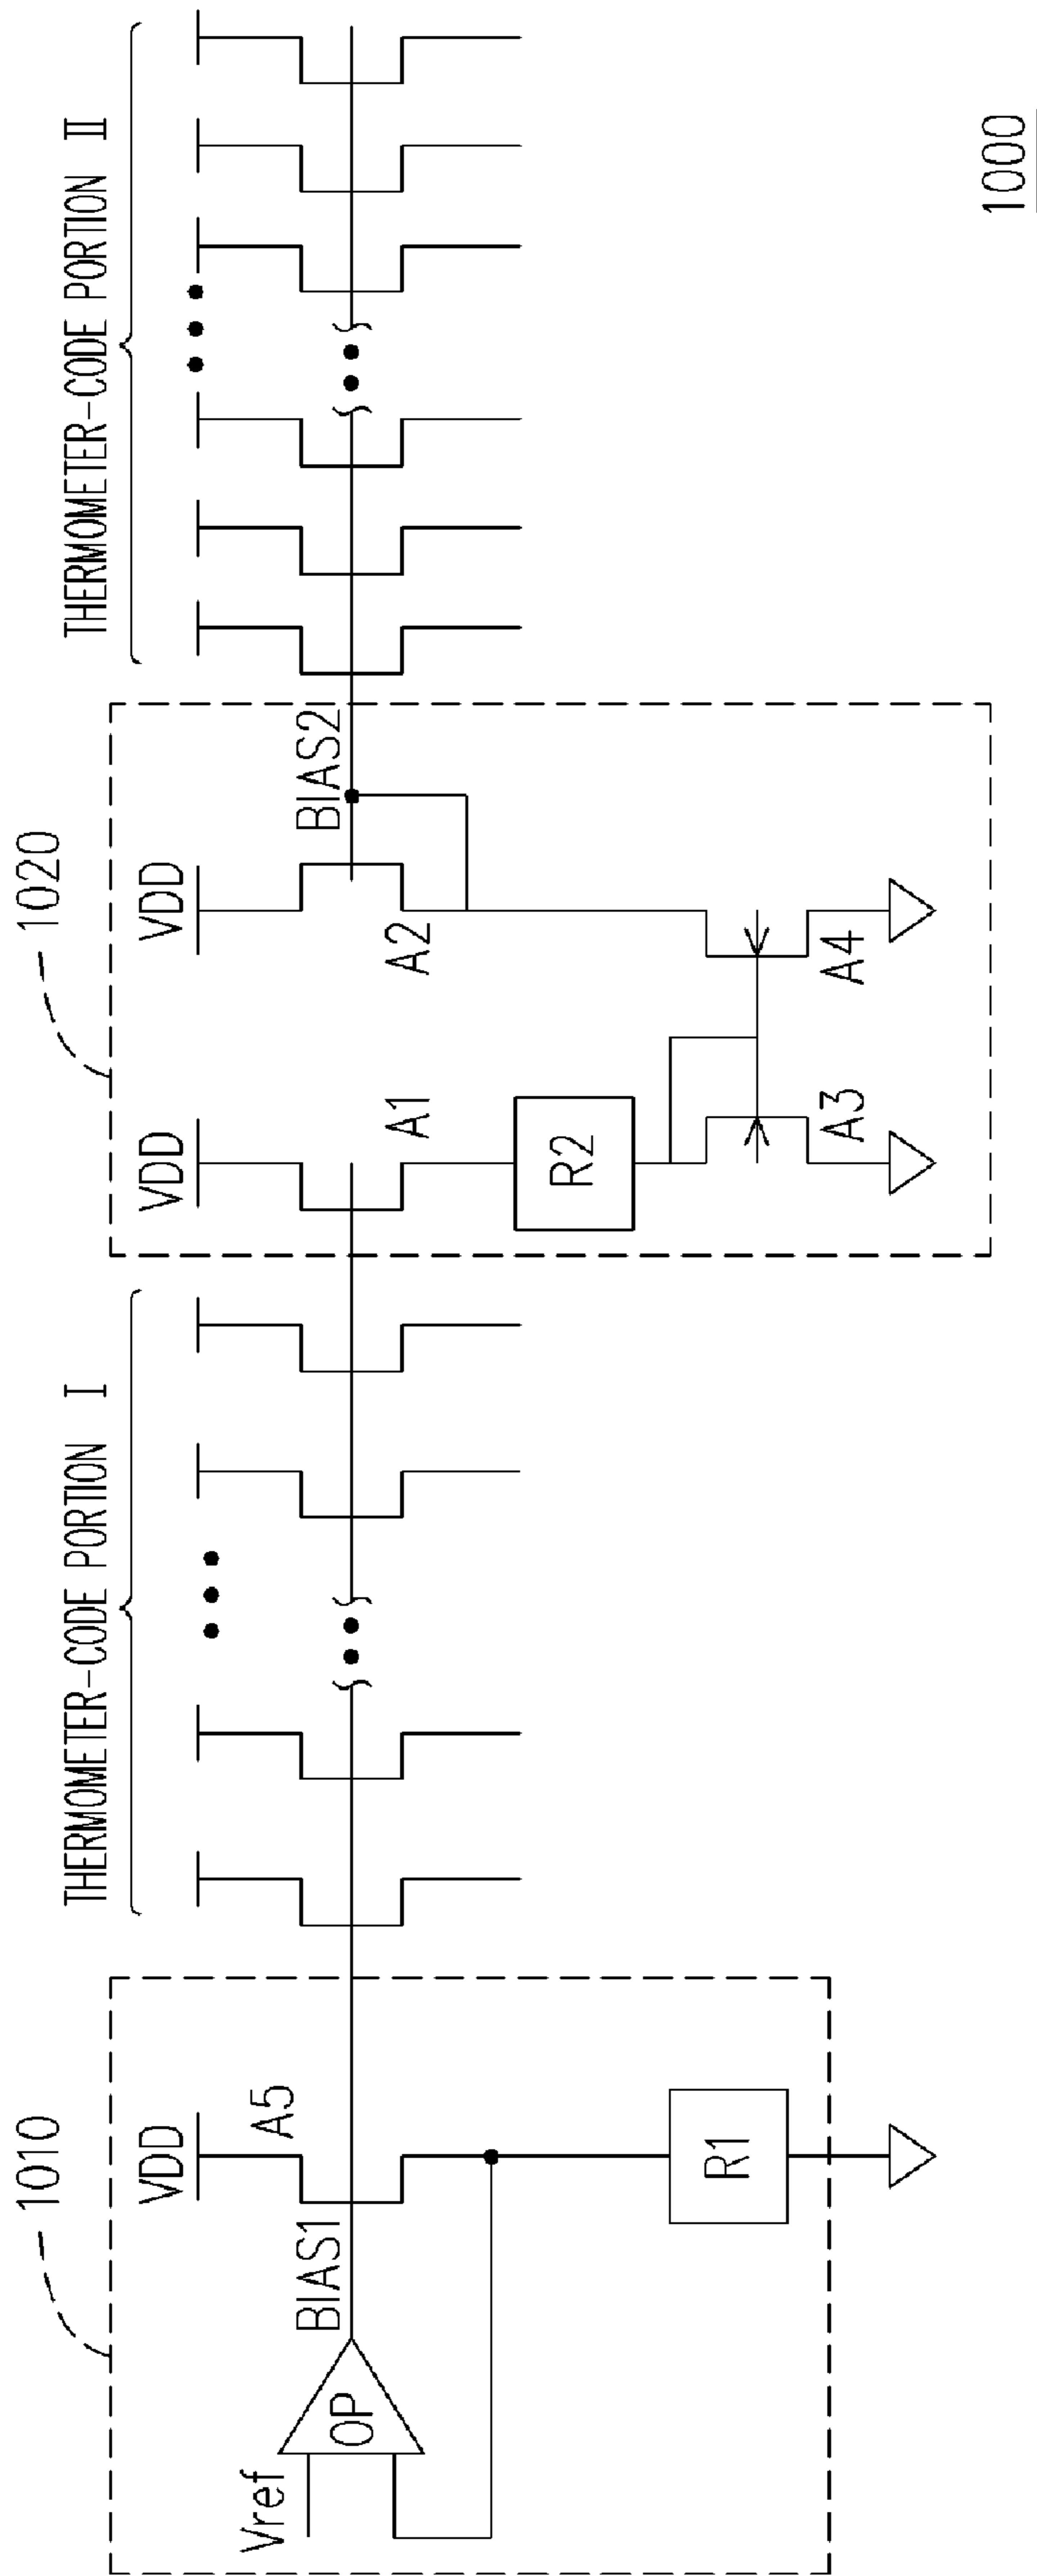 1010
1020
THERMOMETER-CODE PORTION I
THERMOMETER-CODE PORTION II
VDD
VDD
VDD
Vref
OP
BIAS1
A5
R1
A1
R2
A3
A2
A4
BIAS2
1000